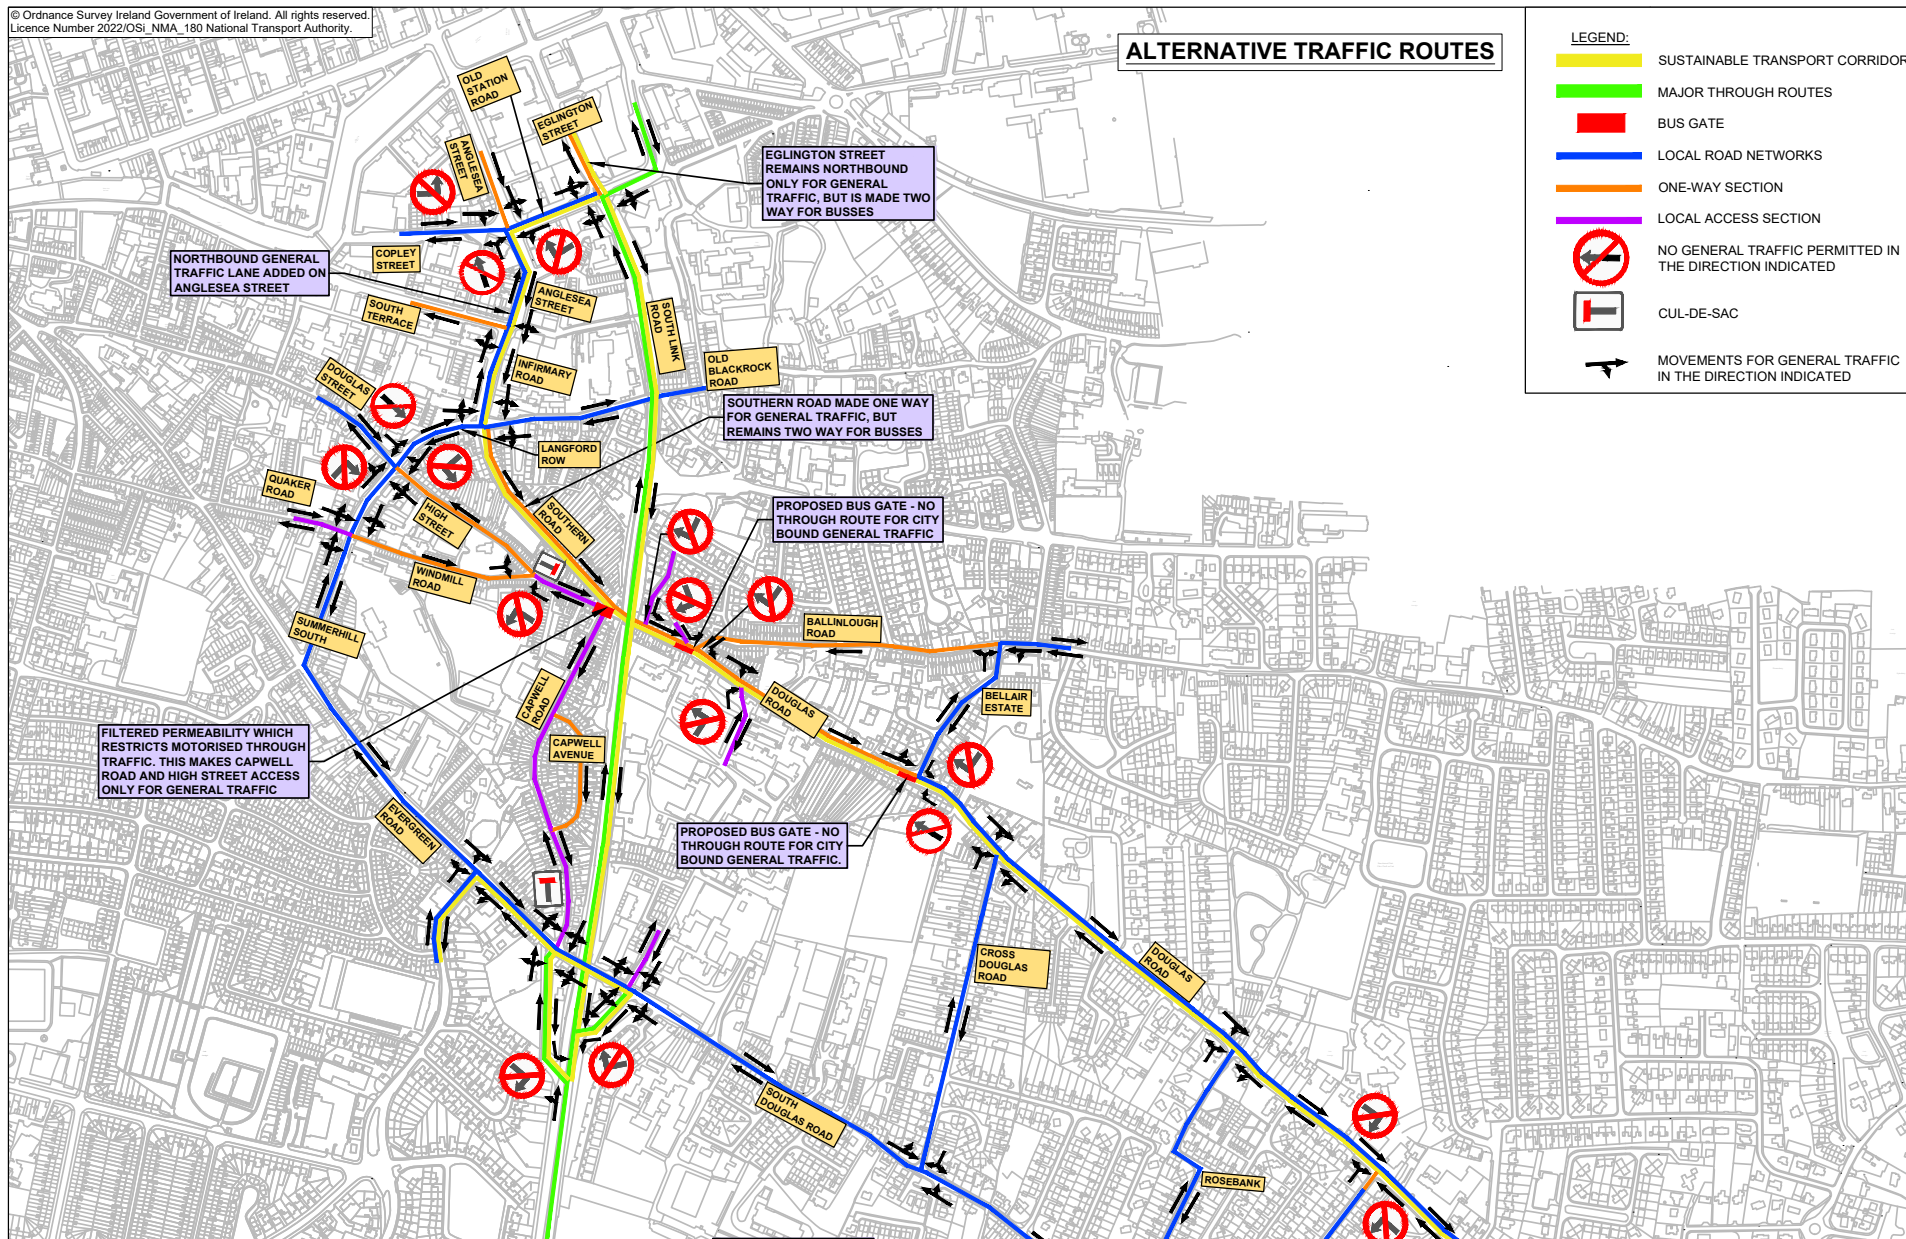 © Ordnance Survey Ireland Government of Ireland. All rights reserved.
Licence Number 2022/OSi_NMA_180 National Transport Authority.
ALTERNATIVE TRAFFIC ROUTES
LEGEND:
SUSTAINABLE TRANSPORT CORRIDOR
MAJOR THROUGH ROUTES
BUS GATE
LOCAL ROAD NETWORKS
ONE-WAY SECTION
LOCAL ACCESS SECTION
NO GENERAL TRAFFIC PERMITTED IN
THE DIRECTION INDICATED
CUL-DE-SAC
MOVEMENTS FOR GENERAL TRAFFIC
IN THE DIRECTION INDICATED
OLD
STATION
ROAD
EGLINGTON
STREET
ANGLESEA
STREET
EGLINGTON STREET
REMAINS NORTHBOUND
ONLY FOR GENERAL
TRAFFIC, BUT IS MADE TWO
WAY FOR BUSSES
COPLEY
STREET
NORTHBOUND GENERAL
TRAFFIC LANE ADDED ON
ANGLESEA STREET
ANGLESEA
STREET
SOUTH
TERRACE
SOUTH LINK
ROAD
INFIRMARY
ROAD
OLD
BLACKROCK
ROAD
DOUGLAS
STREET
SOUTHERN ROAD MADE ONE WAY
FOR GENERAL TRAFFIC, BUT
REMAINS TWO WAY FOR BUSSES
LANGFORD
ROW
QUAKER
ROAD
HIGH
STREET
SOUTHERN
ROAD
PROPOSED BUS GATE - NO
THROUGH ROUTE FOR CITY
BOUND GENERAL TRAFFIC
WINDMILL
ROAD
SUMMERHILL
SOUTH
BALLINLOUGH
ROAD
CAPWELL
ROAD
DOUGLAS
ROAD
BELLAIR
ESTATE
FILTERED PERMEABILITY WHICH
RESTRICTS MOTORISED THROUGH
TRAFFIC. THIS MAKES CAPWELL
ROAD AND HIGH STREET ACCESS
ONLY FOR GENERAL TRAFFIC
CAPWELL
AVENUE
EVERGREEN
ROAD
PROPOSED BUS GATE - NO
THROUGH ROUTE FOR CITY
BOUND GENERAL TRAFFIC.
CROSS
DOUGLAS
ROAD
DOUGLAS
ROAD
SOUTH
DOUGLAS ROAD
ROSEBANK